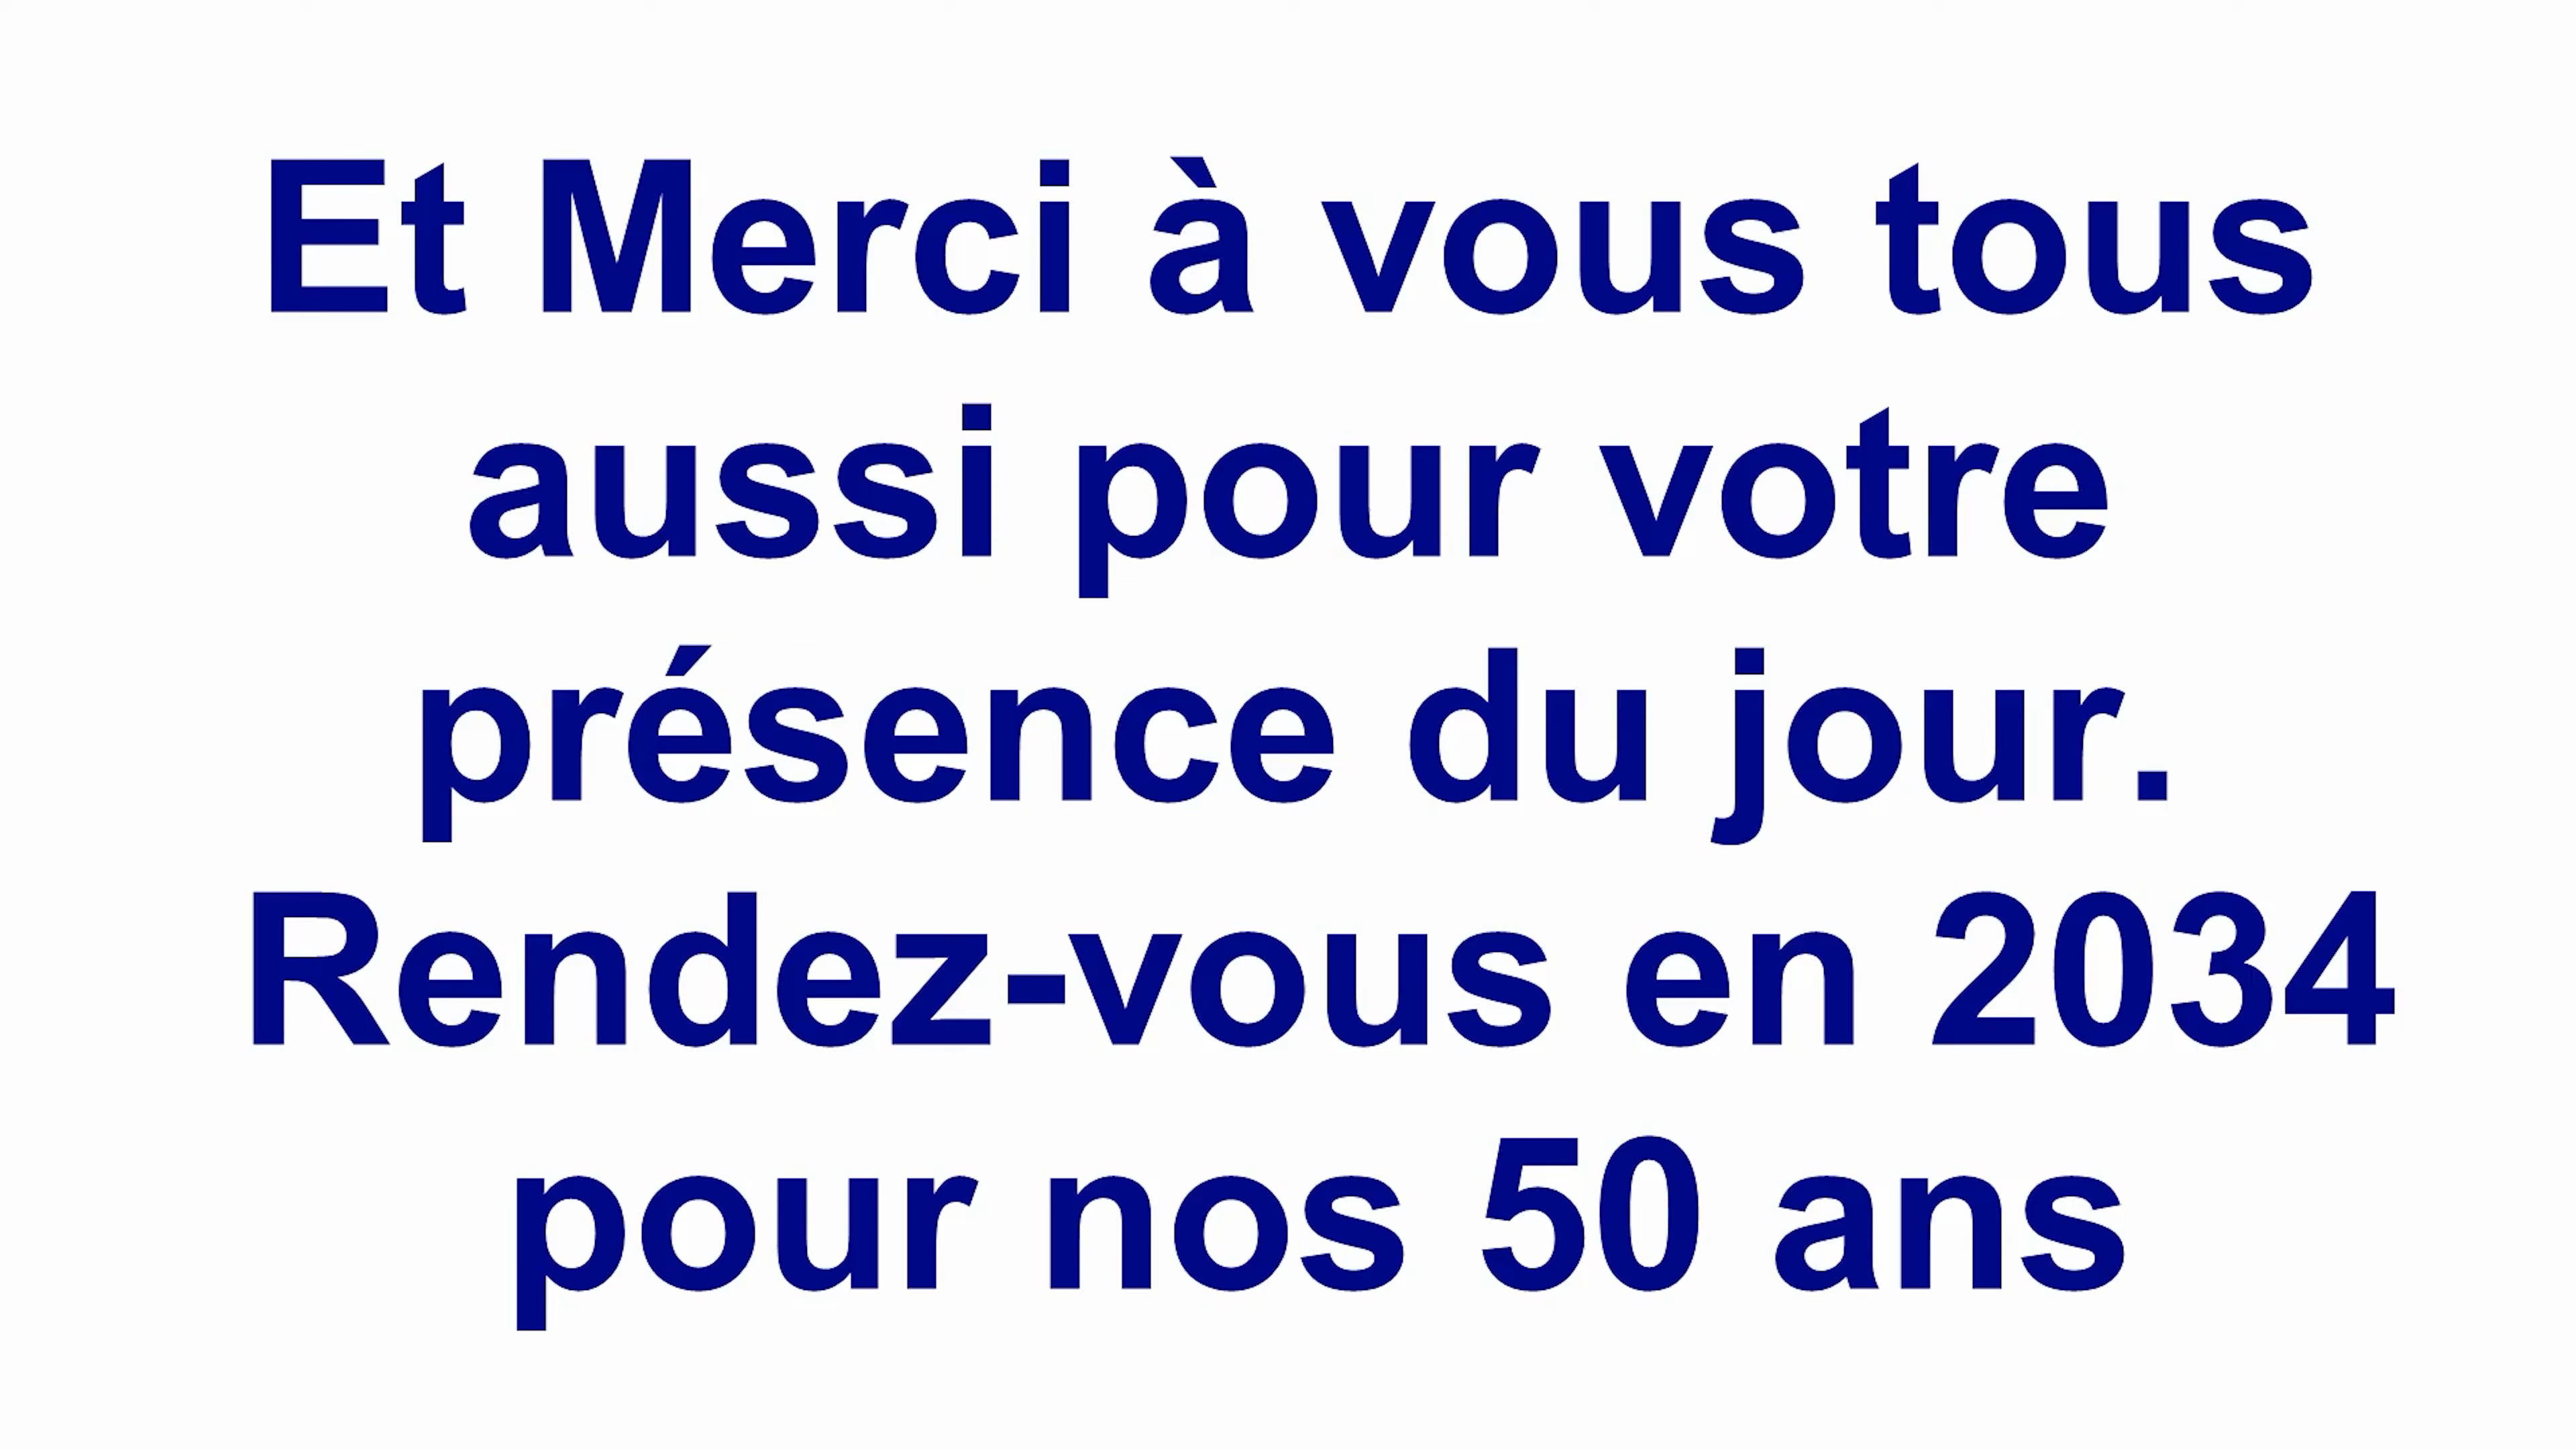 Et Merci à vous tous
aussi pour votre
présence du jour.
Rendez-vous en 2034
pour nos 50 ans